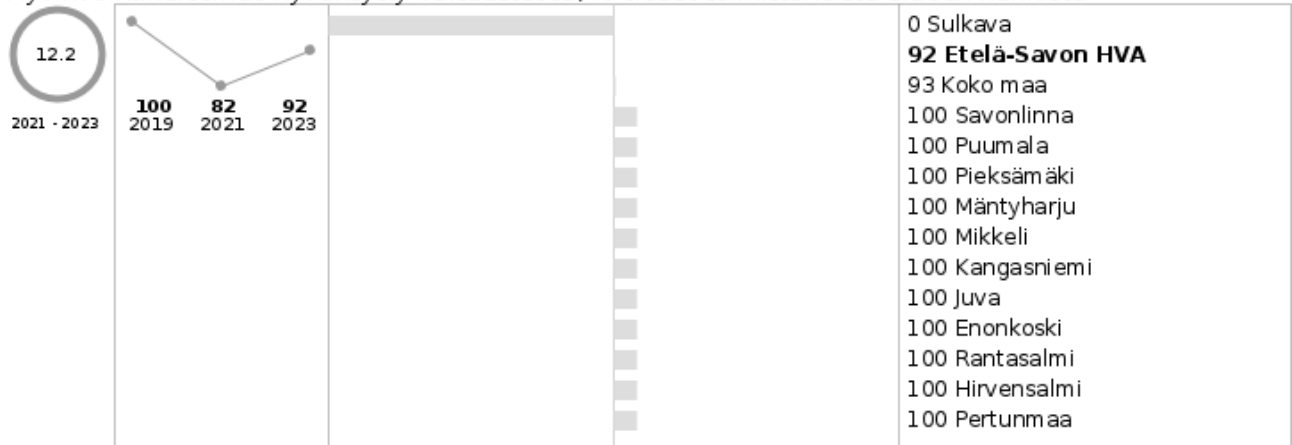 12.2
2021 - 2023
100 82 92
2019 2021 2023
0 Sulkava
92 Etelä-Savon HVA
93 Koko maa
100 Savonlinna
100 Puumala
100 Pieksämäki
100 Mäntyharju
100 Mikkeli
100 Kangasniemi
100 Juva
100 Enonkoski
100 Rantasalmi
100 Hirvensalmi
100 Pertunmaa